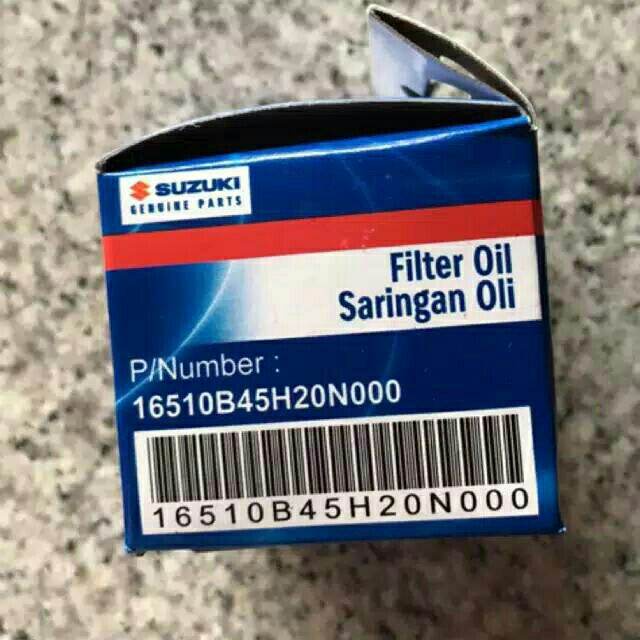 SUZUKI
GENUINE PARTS
Filter Oil
Saringan Oli
P/Number :
16510B45H20N000
16510B45H20N000